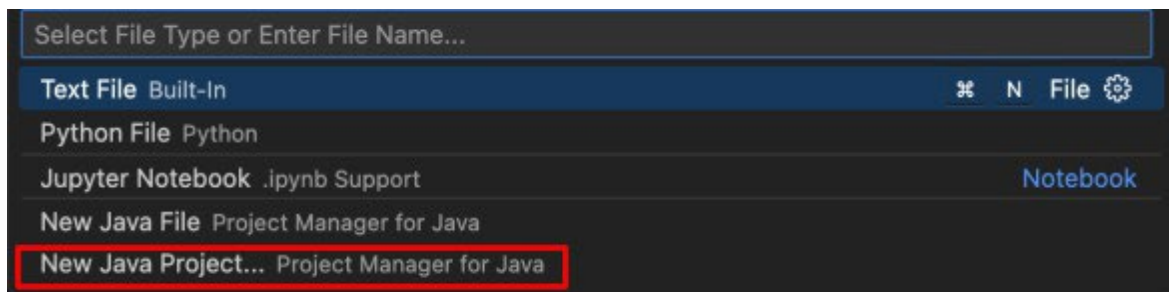 Select File Type or Enter File Name...
Text File Built-In ⌘ N File
Python File Python
Jupyter Notebook .ipynb Support Notebook
New Java File Project Manager for Java
New Java Project... Project Manager for Java